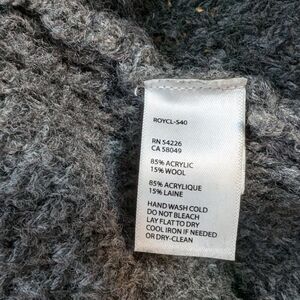 ROYCL-S40
RN 54226
CA 58049
85% ACRYLIC
15% WOOL
85% ACRYLIQUE
15% LAINE
HAND WASH COLD
DO NOT BLEACH
LAY FLAT TO DRY
COOL IRON IF NEEDED
OR DRY-CLEAN